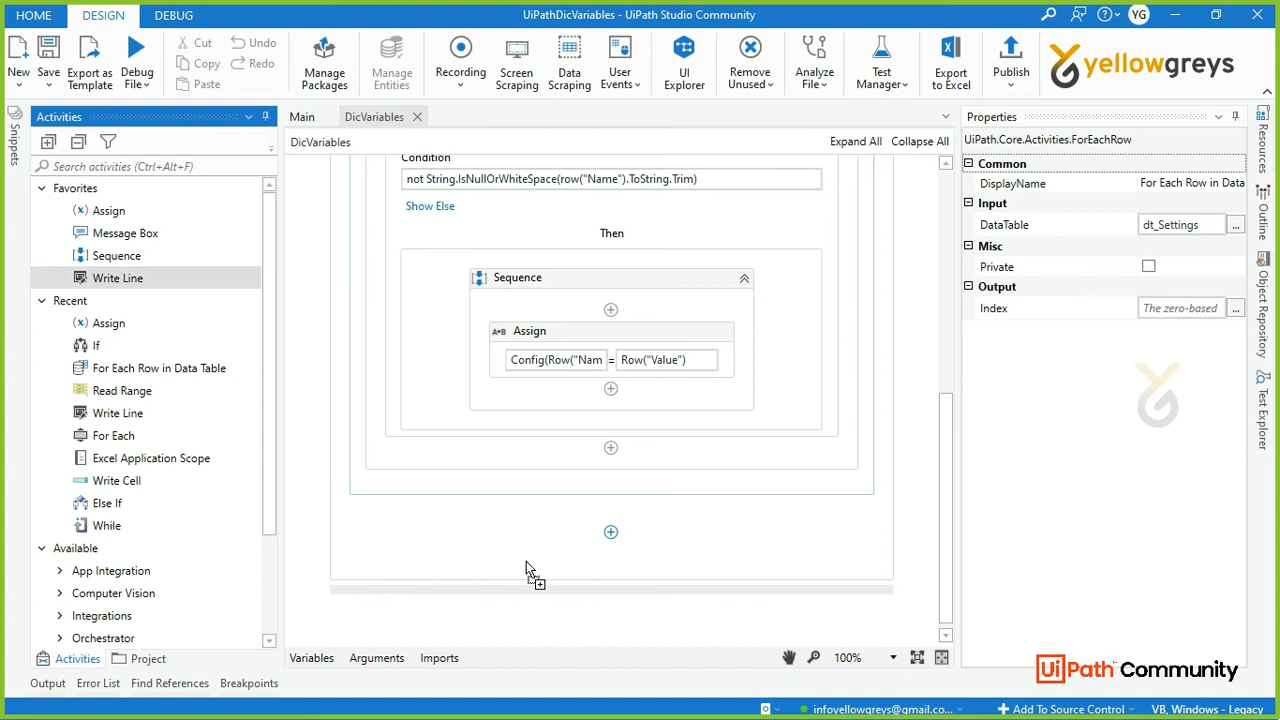 HOME
DESIGN
DEBUG
UiPathDicVariables - UiPath Studio Community
YG
New
Save
Export as Template
Debug File
Cut
Copy
Paste
Undo
Redo
Manage Packages
Manage Entities
Recording
Screen Scraping
Data Scraping
User Events
UI Explorer
Remove Unused
Analyze File
Test Manager
Export to Excel
Publish
yellowgreys
Snippets
Activities
Search activities (Ctrl+Alt+F)
Favorites
Assign
Message Box
Sequence
Write Line
Recent
Assign
If
For Each Row in Data Table
Read Range
Write Line
For Each
Excel Application Scope
Write Cell
Else If
While
Available
App Integration
Computer Vision
Integrations
Orchestrator
Activities
Project
Main
DicVariables
DicVariables
Expand All
Collapse All
Condition
not String.IsNullOrWhiteSpace(row("Name").ToString.Trim)
Show Else
Then
Sequence
A•B
Assign
Config(Row("Nam
=
Row("Value")
Variables
Arguments
Imports
100%
Properties
UiPath.Core.Activities.ForEachRow
Common
DisplayName
For Each Row in Data
Input
DataTable
dt_Settings
...
Misc
Private
Output
Index
The zero-based
...
Resources
Outline
Object Repository
Test Explorer
UiPath Community
Output
Error List
Find References
Breakpoints
infoyellowgreys@gmail.co...
Add To Source Control
VB, Windows - Legacy